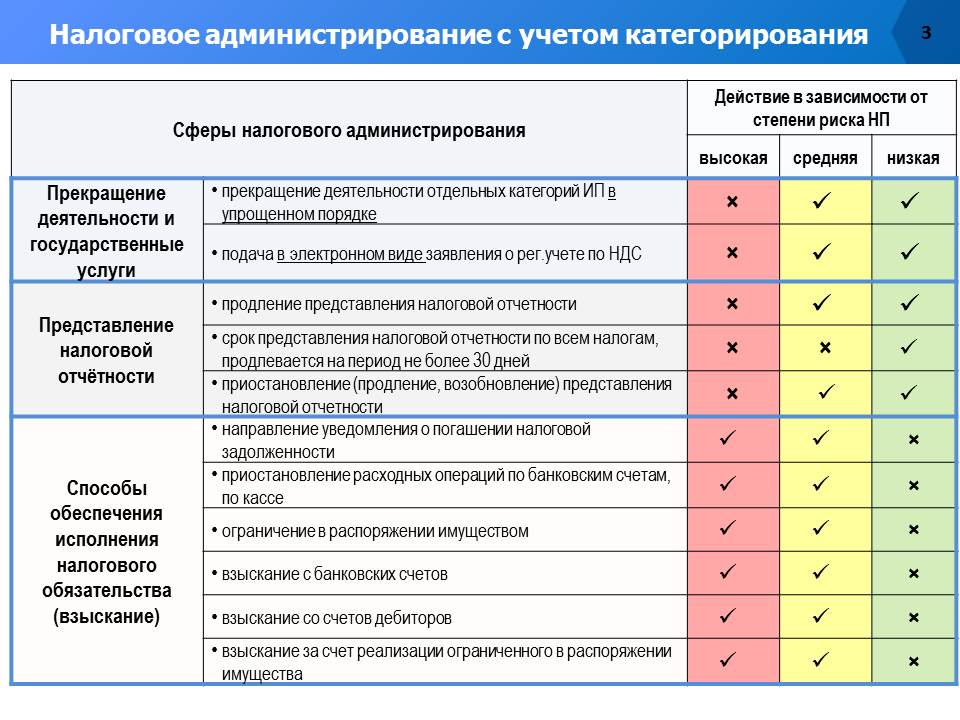 Налоговое администрирование с учетом категорирования
3
Сферы налогового администрирования
Действие в зависимости от
степени риска НП
высокая
средняя
низкая
Прекращение
деятельности и
государственные
услуги
• прекращение деятельности отдельных категорий ИП в
упрощенном порядке
× ✓ ✓
• подача в электронном виде заявления о рег.учете по НДС
× ✓ ✓
Представление
налоговой
отчётности
• продление представления налоговой отчетности
× ✓ ✓
• срок представления налоговой отчетности по всем налогам,
продлевается на период не более 30 дней
× × ✓
• приостановление (продление, возобновление) представления
налоговой отчетности
× ✓ ✓
Способы
обеспечения
исполнения
налогового
обязательства
(взыскание)
• направление уведомления о погашении налоговой
задолженности
✓ ✓ ×
• приостановление расходных операций по банковским счетам,
по кассе
✓ ✓ ×
• ограничение в распоряжении имуществом
✓ ✓ ×
• взыскание с банковских счетов
✓ ✓ ×
• взыскание со счетов дебиторов
✓ ✓ ×
• взыскание за счет реализации ограниченного в распоряжении
имущества
✓ ✓ ×